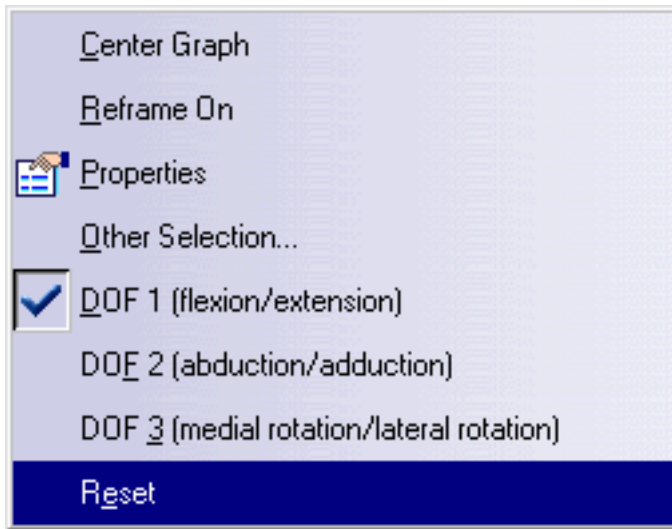 Center Graph
Reframe On
Properties
Other Selection...
DOF 1 (flexion/extension)
DOF 2 (abduction/adduction)
DOF 3 (medial rotation/lateral rotation)
Reset